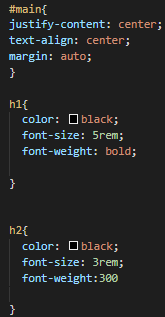 #main{
justify-content: center;
text-align: center;
margin: auto;
}
h1{
color: black;
font-size: 5rem;
font-weight: bold;
}
h2{
color: black;
font-size: 3rem;
font-weight:300
}